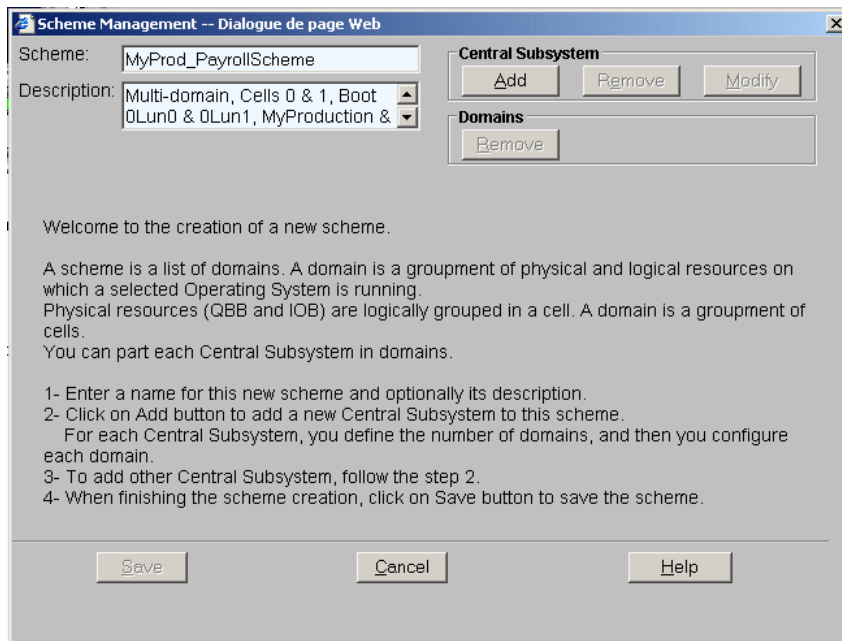 Scheme Management -- Dialogue de page Web
Scheme:
MyProd_PayrollScheme
Description:
Multi-domain, Cells 0 & 1, Boot
0Lun0 & 0Lun1, MyProduction &
Central Subsystem
Add
Remove
Modify
Domains
Remove
Welcome to the creation of a new scheme.
A scheme is a list of domains. A domain is a groupment of physical and logical resources on
which a selected Operating System is running.
Physical resources (QBB and IOB) are logically grouped in a cell. A domain is a groupment of
cells.
You can part each Central Subsystem in domains.
1- Enter a name for this new scheme and optionally its description.
2- Click on Add button to add a new Central Subsystem to this scheme.
For each Central Subsystem, you define the number of domains, and then you configure
each domain.
3- To add other Central Subsystem, follow the step 2.
4- When finishing the scheme creation, click on Save button to save the scheme.
Save
Cancel
Help